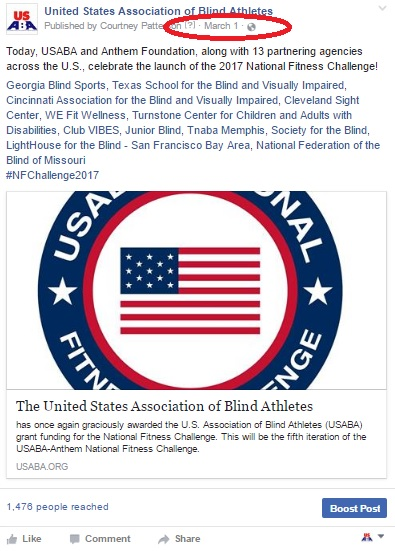 US
ABA
United States Association of Blind Athletes
Published by Courtney Patterson [?] · March 1 ·
Today, USABA and Anthem Foundation, along with 13 partnering agencies
across the U.S., celebrate the launch of the 2017 National Fitness Challenge!
Georgia Blind Sports, Texas School for the Blind and Visually Impaired,
Cincinnati Association for the Blind and Visually Impaired, Cleveland Sight
Center, WE Fit Wellness, Turnstone Center for Children and Adults with
Disabilities, Club VIBES, Junior Blind, Tnaba Memphis, Society for the Blind,
LightHouse for the Blind - San Francisco Bay Area, National Federation of the
Blind of Missouri
#NFChallenge2017
USAB
ONAL
FITN
ENGE
The United States Association of Blind Athletes
has once again graciously awarded the U.S. Association of Blind Athletes (USABA)
grant funding for the National Fitness Challenge. This will be the fifth iteration of the
USABA-Anthem National Fitness Challenge.
USABA.ORG
1,476 people reached
Boost Post
Like Comment Share